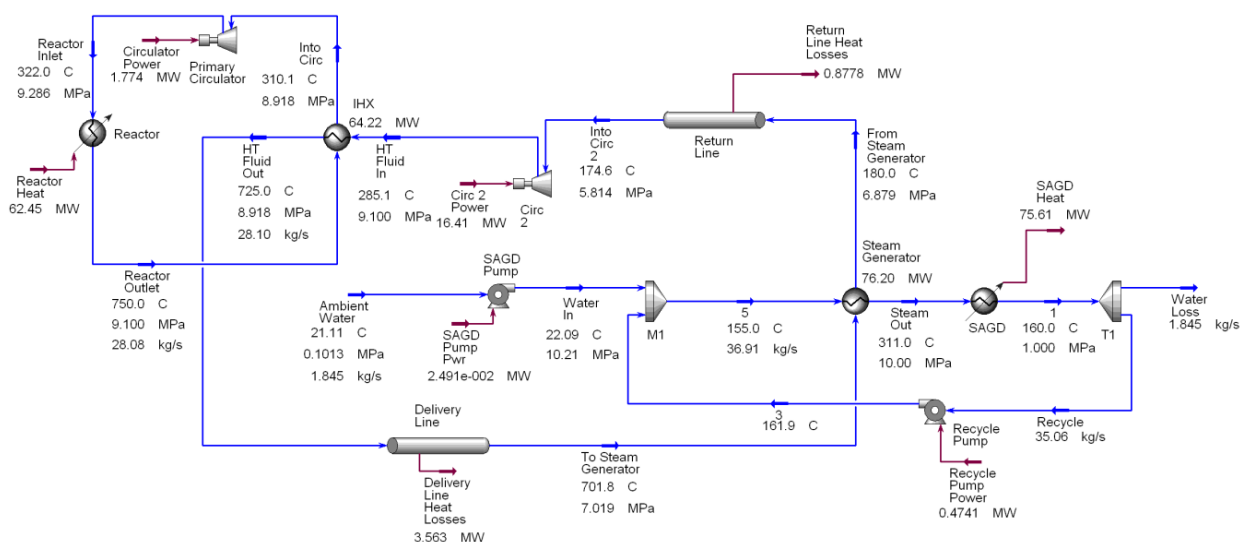 Reactor
Inlet
322.0 C
9.286 MPa
Circulator
Power
1.774 MW
Primary
Circulator
Into
Circ
310.1 C
8.918 MPa
Reactor
Reactor
Heat
62.45 MW
IHX
64.22 MW
HT
Fluid
Out
725.0 C
8.918 MPa
28.10 kg/s
HT
Fluid
In
285.1 C
9.100 MPa
Circ 2
Power
16.41 MW
Circ
2
Into
Circ
2
174.6 C
5.814 MPa
Return
Line
Return
Line Heat
Losses
0.8778 MW
From
Steam
Generator
180.0 C
6.879 MPa
SAGD
Heat
75.61 MW
Reactor
Outlet
750.0 C
9.100 MPa
28.08 kg/s
Ambient
Water
21.11 C
0.1013 MPa
1.845 kg/s
SAGD
Pump
SAGD
Pump
Pwr
2.491e-002 MW
Water
In
22.09 C
10.21 MPa
M1
5
155.0 C
36.91 kg/s
Steam
Generator
76.20 MW
Steam
Out
311.0 C
10.00 MPa
SAGD
1
160.0 C
1.000 MPa
T1
Water
Loss
1.845 kg/s
3
161.9 C
Recycle
Pump
Recycle
35.06 kg/s
Recycle
Pump
Power
0.4741 MW
Delivery
Line
Delivery
Line
Heat
Losses
3.563 MW
To Steam
Generator
701.8 C
7.019 MPa